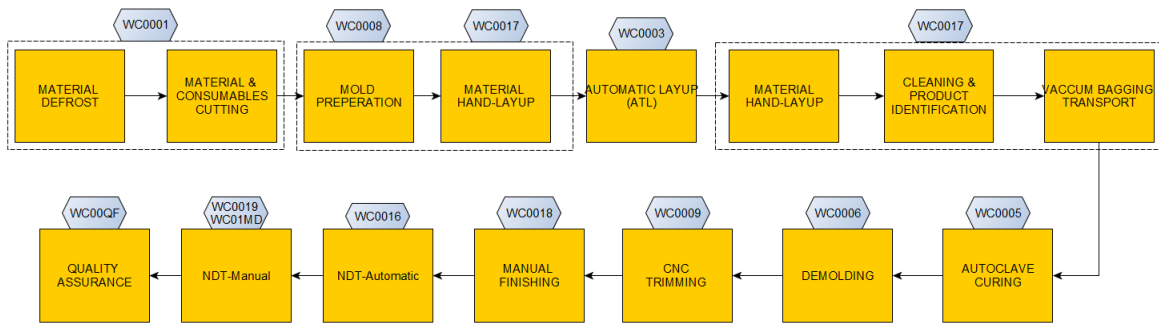 WC0001
WC0008
WC0017
WC0003
WC0017
MATERIAL
DEFROST
MATERIAL &
CONSUMABLES
CUTTING
MOLD
PREPERATION
MATERIAL
HAND-LAYUP
AUTOMATIC LAYUP
(ATL)
MATERIAL
HAND-LAYUP
CLEANING &
PRODUCT
IDENTIFICATION
VACCUM BAGGING
TRANSPORT
WC00QF
WC0019
WC01MD
WC0016
WC0018
WC0009
WC0006
WC0005
QUALITY
ASSURANCE
NDT-Manual
NDT-Automatic
MANUAL
FINISHING
CNC
TRIMMING
DEMOLDING
AUTOCLAVE
CURING